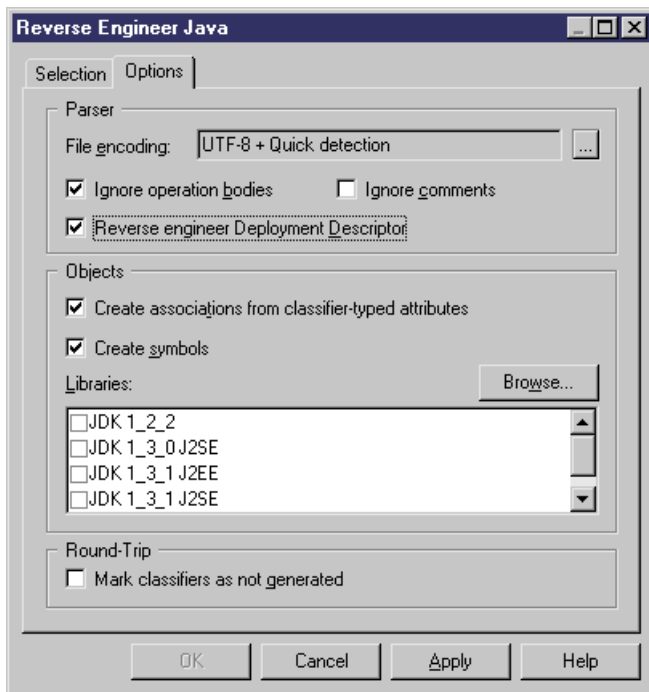 Reverse Engineer Java
Selection Options
Parser
File encoding: UTF-8 + Quick detection ...
Ignore operation bodies Ignore comments
Reverse engineer Deployment Descriptor
Objects
Create associations from classifier-typed attributes
Create symbols
Libraries: Browse...
JDK 1_2_2
JDK 1_3_0 J2SE
JDK 1_3_1 J2EE
JDK 1_3_1 J2SE
Round-Trip
Mark classifiers as not generated
OK Cancel Apply Help